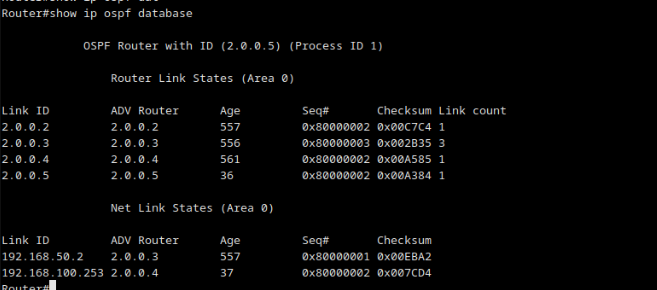 Router#show ip ospf dat
Router#show ip ospf database
OSPF Router with ID (2.0.0.5) (Process ID 1)
Router Link States (Area 0)
Link ID ADV Router Age Seq# Checksum Link count
2.0.0.2 2.0.0.2 557 0x80000002 0x00C7C4 1
2.0.0.3 2.0.0.3 556 0x80000003 0x002B35 3
2.0.0.4 2.0.0.4 561 0x80000002 0x00A585 1
2.0.0.5 2.0.0.5 36 0x80000002 0x00A384 1
Net Link States (Area 0)
Link ID ADV Router Age Seq# Checksum
192.168.50.2 2.0.0.3 557 0x80000001 0x00EBA2
192.168.100.253 2.0.0.4 37 0x80000002 0x007CD4
Router#